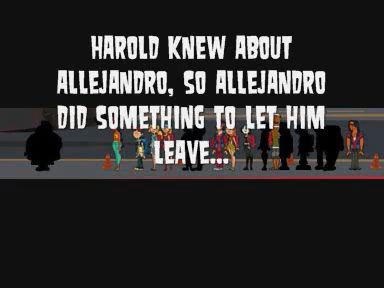 HAROLD KNEW ABOUT
ALLEJANDRO, SO ALLEJANDRO
DID SOMETHING TO LET HIM
LEAVE...